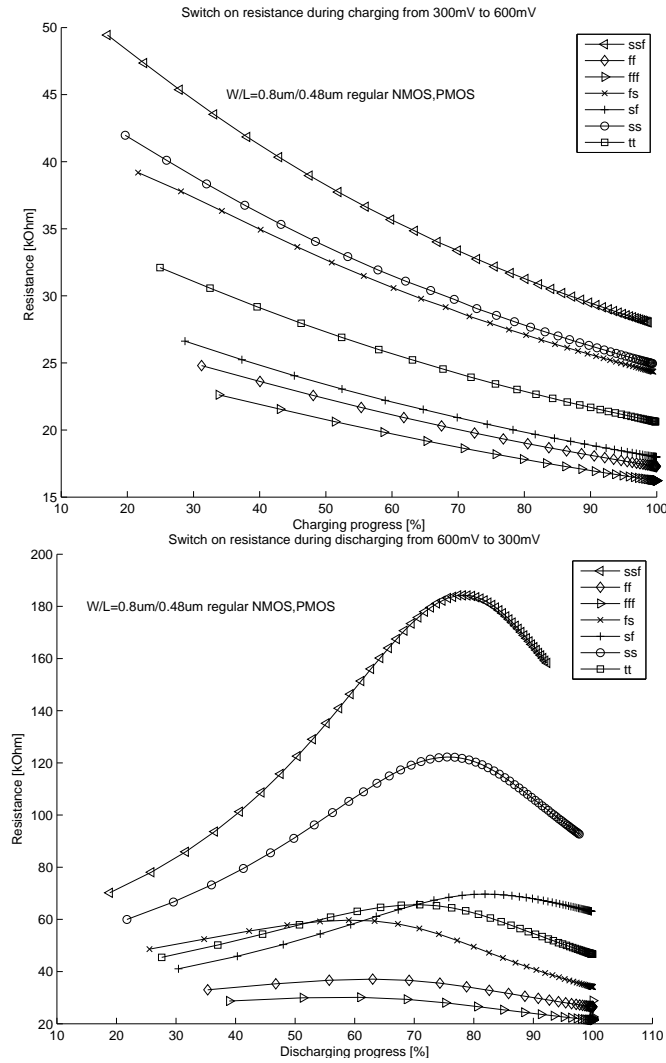 Switch on resistance during charging from 300mV to 600mV
50
45
40
35
30
25
20
15
Resistance [kOhm]
W/L=0.8um/0.48um regular NMOS,PMOS
ssf
ff
fff
fs
sf
ss
tt
10 20 30 40 50 60 70 80 90 100
Charging progress [%]
Switch on resistance during discharging from 600mV to 300mV
200
180
160
140
120
100
80
60
40
20
Resistance [kOhm]
W/L=0.8um/0.48um regular NMOS,PMOS
ssf
ff
fff
fs
sf
ss
tt
10 20 30 40 50 60 70 80 90 100 110
Discharging progress [%]